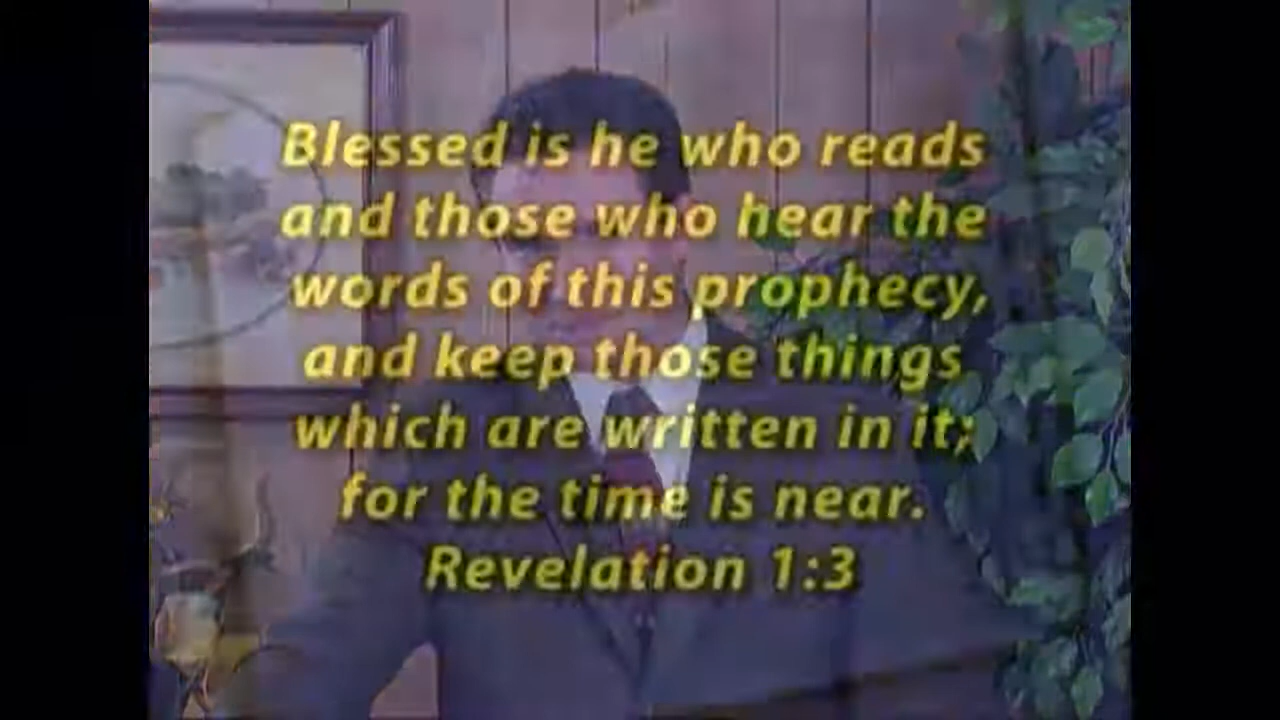 Blessed is he who reads
and those who hear the
words of this prophecy,
and keep those things
which are written in it;
for the time is near.
Revelation 1:3